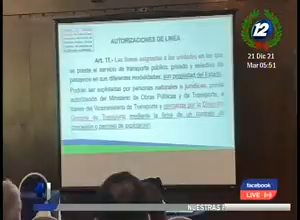 12
21 Dic 21
Mar 05:51
AUTORIZACIONES DE LÍNEA
Art. 11.- Las líneas asignadas a las unidades en las que
se preste el servicio de transporte público, privado y selectivo de
pasajeros en sus diferentes modalidades, son propiedad del Estado.
Podrán ser explotadas por personas naturales o jurídicas, previa
autorización del Ministerio de Obras Públicas y de Transporte, a
través del Viceministerio de Transporte y otorgada por la Dirección
General de Transporte mediante la firma de un contrato de
concesión o permiso de explotación.
facebook
LIVE
NUESTRAS